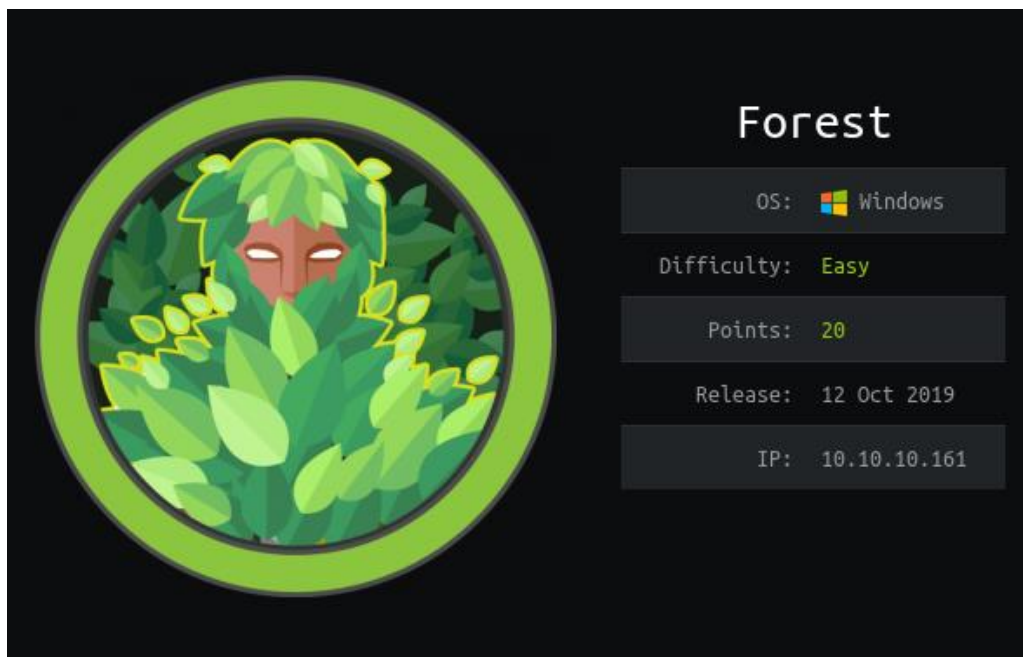 Forest
OS: Windows
Difficulty: Easy
Points: 20
Release: 12 Oct 2019
IP: 10.10.10.161